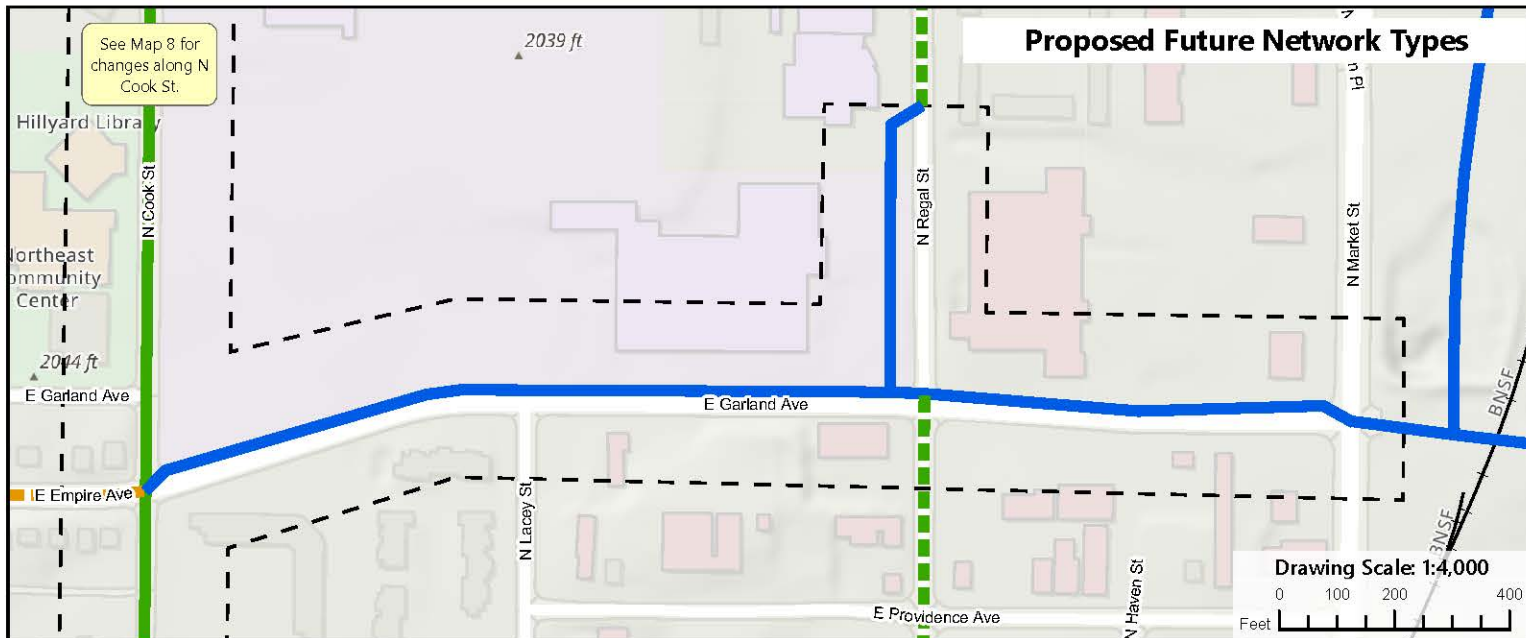 Proposed Future Network Types
See Map 8 for
changes along N
Cook St.
2039 ft
Hillyard Library
N Cook St
N Regal St
N Market St
Pl
Northeast
ommunity
Center
2044 ft
E Garland Ave
E Garland Ave
BNSF
E Empire Ave
N Lacey St
BNSF
N Haven St
E Providence Ave
Drawing Scale: 1:4,000
0 100 200 400
Feet